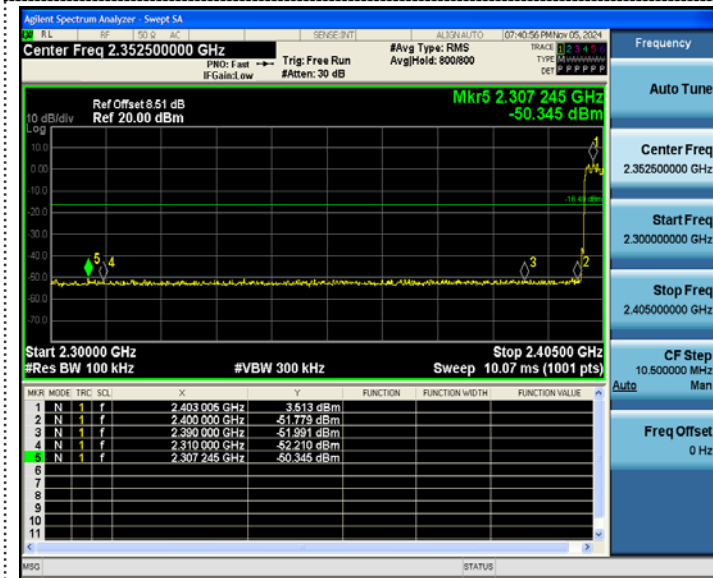 Agilent Spectrum Analyzer - Swept SA
RL RF 50 Ω AC SENSE:INT ALIGNAUTO 07:40:56 PM Nov 05, 2024
Center Freq 2.352500000 GHz
PNO: Fast
IFGain:Low
Trig: Free Run
#Atten: 30 dB
#Avg Type: RMS
Avg|Hold: 800/800
TRACE 1 2 3 4 5 6
TYPE M
DET P P P P P P
Ref Offset 8.51 dB
Ref 20.00 dBm
10 dB/div
Log
Mkr5 2.307 245 GHz
-50.345 dBm
10.0
0.00
-10.0
-20.0
-30.0
-40.0
-50.0
-60.0
-70.0
1
5 4
3 2
Start 2.30000 GHz Stop 2.40500 GHz
#Res BW 100 kHz #VBW 300 kHz Sweep 10.07 ms (1001 pts)
MKR MODE TRC SCL X Y FUNCTION FUNCTION WIDTH FUNCTION VALUE
1 N 1 f 2.403 005 GHz 3.513 dBm
2 N 1 f 2.400 000 GHz -51.779 dBm
3 N 1 f 2.390 000 GHz -51.991 dBm
4 N 1 f 2.310 000 GHz -52.210 dBm
5 N 1 f 2.307 245 GHz -50.345 dBm
6
7
8
9
10
11
MSG STATUS
Frequency
Auto Tune
Center Freq
2.352500000 GHz
Start Freq
2.300000000 GHz
Stop Freq
2.405000000 GHz
CF Step
10.500000 MHz
Auto Man
Freq Offset
0 Hz